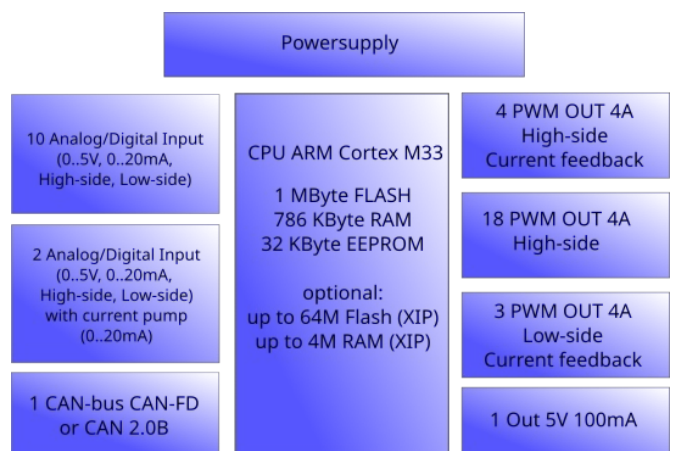 Powersupply
10 Analog/Digital Input
(0..5V, 0..20mA,
High-side, Low-side)
2 Analog/Digital Input
(0..5V, 0..20mA,
High-side, Low-side)
with current pump
(0..20mA)
1 CAN-bus CAN-FD
or CAN 2.0B
CPU ARM Cortex M33
1 MByte FLASH
786 KByte RAM
32 KByte EEPROM
optional:
up to 64M Flash (XIP)
up to 4M RAM (XIP)
4 PWM OUT 4A
High-side
Current feedback
18 PWM OUT 4A
High-side
3 PWM OUT 4A
Low-side
Current feedback
1 Out 5V 100mA